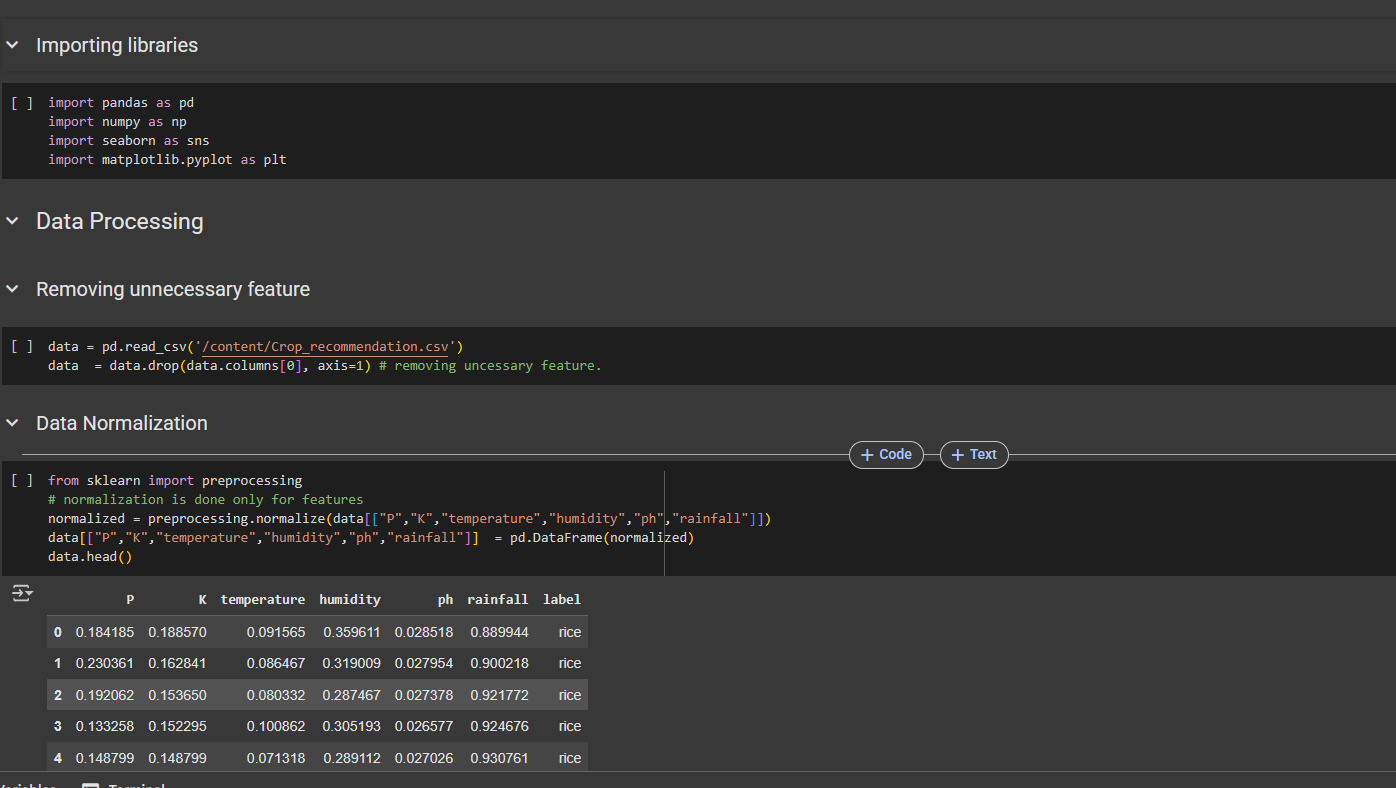 Importing libraries
[ ] import pandas as pd
import numpy as np
import seaborn as sns
import matplotlib.pyplot as plt
Data Processing
Removing unnecessary feature
[ ] data = pd.read_csv('/content/Crop_recommendation.csv')
data  = data.drop(data.columns[0], axis=1) # removing uncessary feature.
Data Normalization
+ Code + Text
[ ] from sklearn import preprocessing
# normalization is done only for features
normalized = preprocessing.normalize(data[["P","K","temperature","humidity","ph","rainfall"]])
data[["P","K","temperature","humidity","ph","rainfall"]]  = pd.DataFrame(normalized)
data.head()
P K temperature humidity ph rainfall label
0 0.184185 0.188570 0.091565 0.359611 0.028518 0.889944 rice
1 0.230361 0.162841 0.086467 0.319009 0.027954 0.900218 rice
2 0.192062 0.153650 0.080332 0.287467 0.027378 0.921772 rice
3 0.133258 0.152295 0.100862 0.305193 0.026577 0.924676 rice
4 0.148799 0.148799 0.071318 0.289112 0.027026 0.930761 rice
Terminal